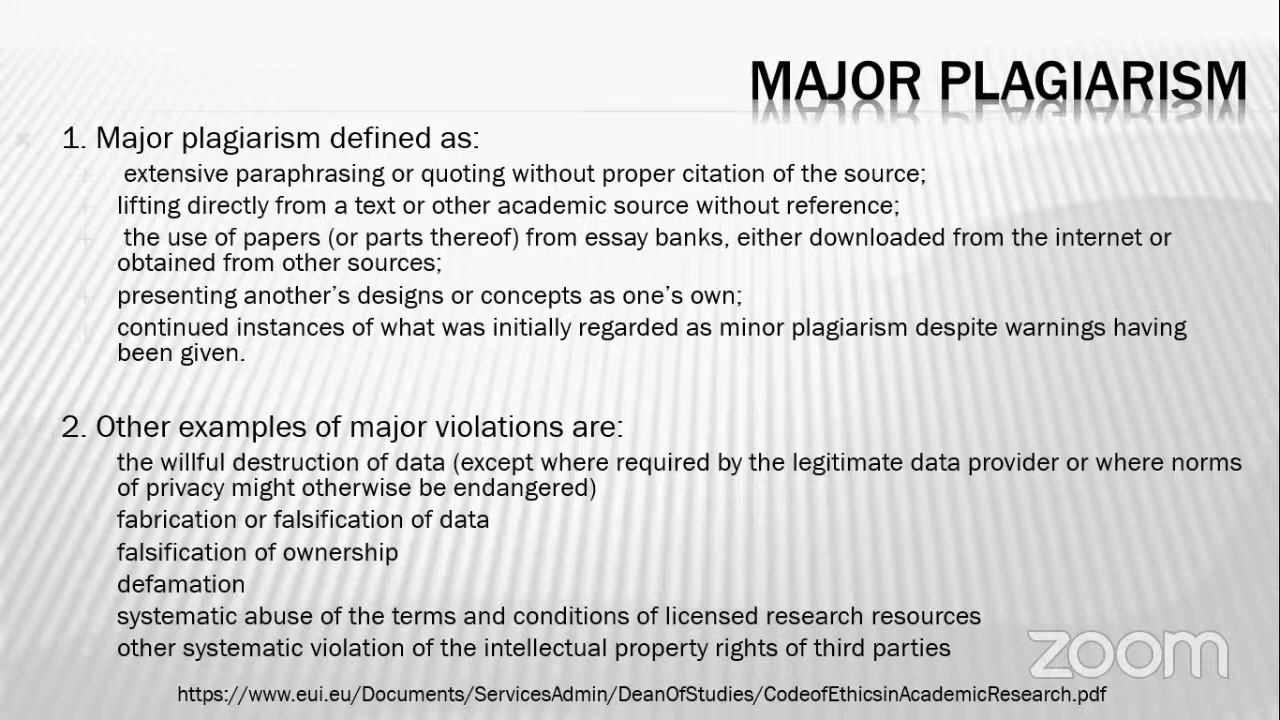 MAJOR PLAGIARISM
1. Major plagiarism defined as:
extensive paraphrasing or quoting without proper citation of the source;
lifting directly from a text or other academic source without reference;
the use of papers (or parts thereof) from essay banks, either downloaded from the internet or
obtained from other sources;
presenting another’s designs or concepts as one’s own;
continued instances of what was initially regarded as minor plagiarism despite warnings having
been given.
2. Other examples of major violations are:
the willful destruction of data (except where required by the legitimate data provider or where norms
of privacy might otherwise be endangered)
fabrication or falsification of data
falsification of ownership
defamation
systematic abuse of the terms and conditions of licensed research resources
other systematic violation of the intellectual property rights of third parties
zoom
https://www.eui.eu/Documents/ServicesAdmin/DeanOfStudies/CodeofEthicsinAcademicResearch.pdf